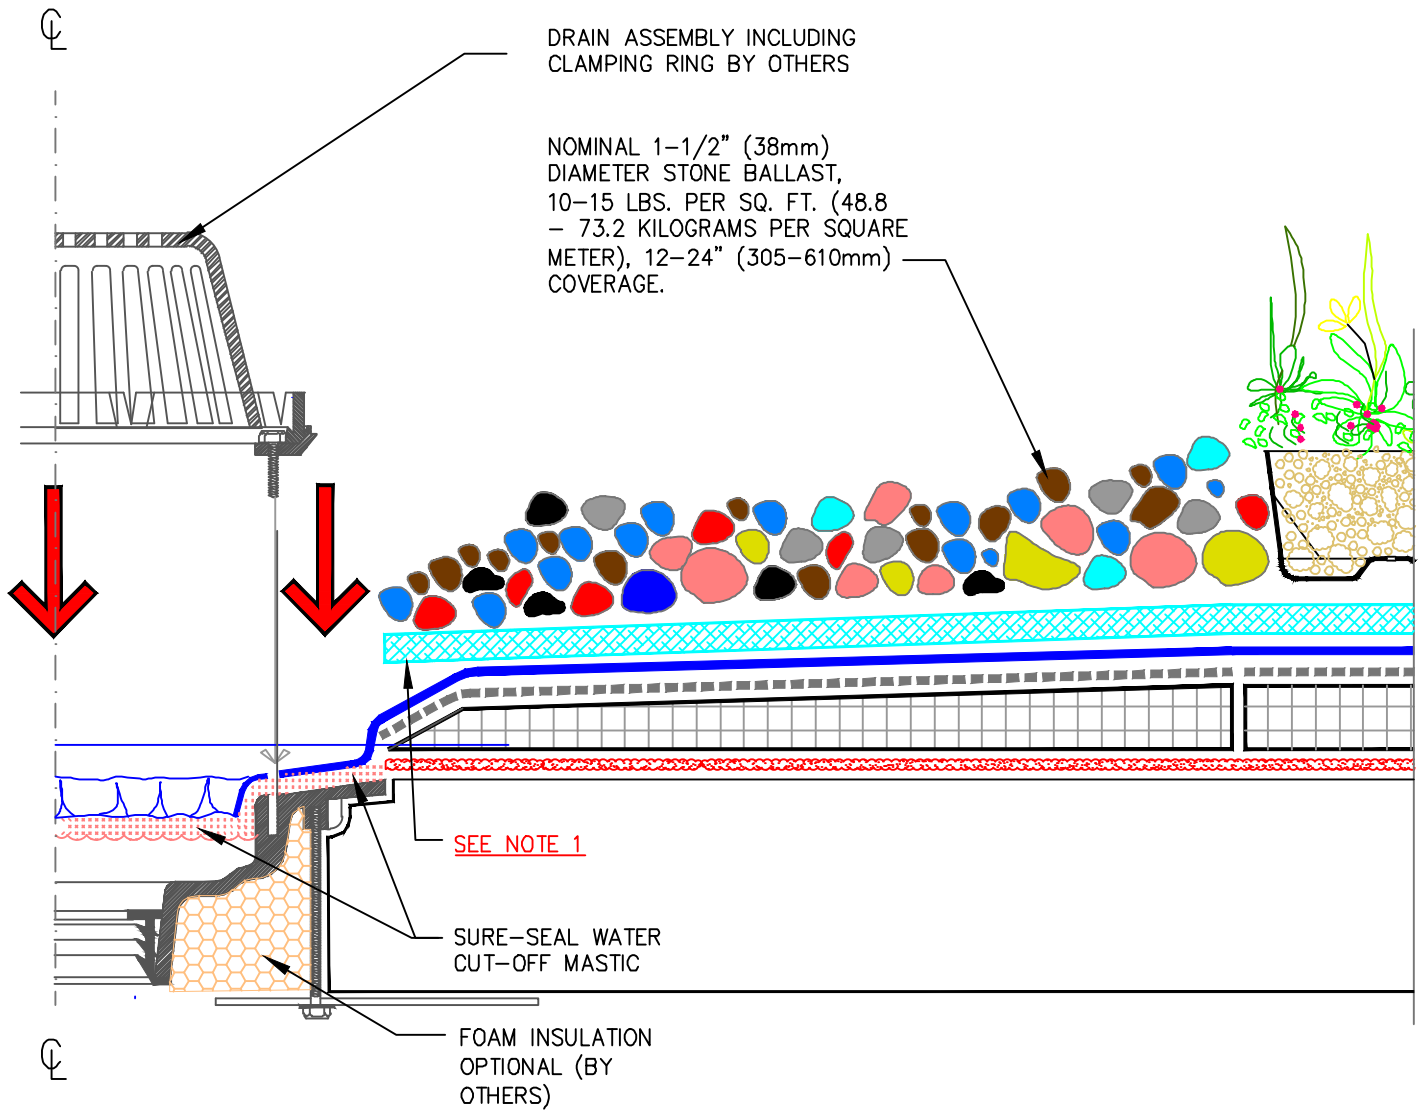 ℄
DRAIN ASSEMBLY INCLUDING
CLAMPING RING BY OTHERS
NOMINAL 1-1/2" (38mm)
DIAMETER STONE BALLAST,
10-15 LBS. PER SQ. FT. (48.8
- 73.2 KILOGRAMS PER SQUARE
METER), 12-24" (305-610mm)
COVERAGE.
SEE NOTE 1
SURE-SEAL WATER
CUT-OFF MASTIC
FOAM INSULATION
OPTIONAL (BY
OTHERS)
℄